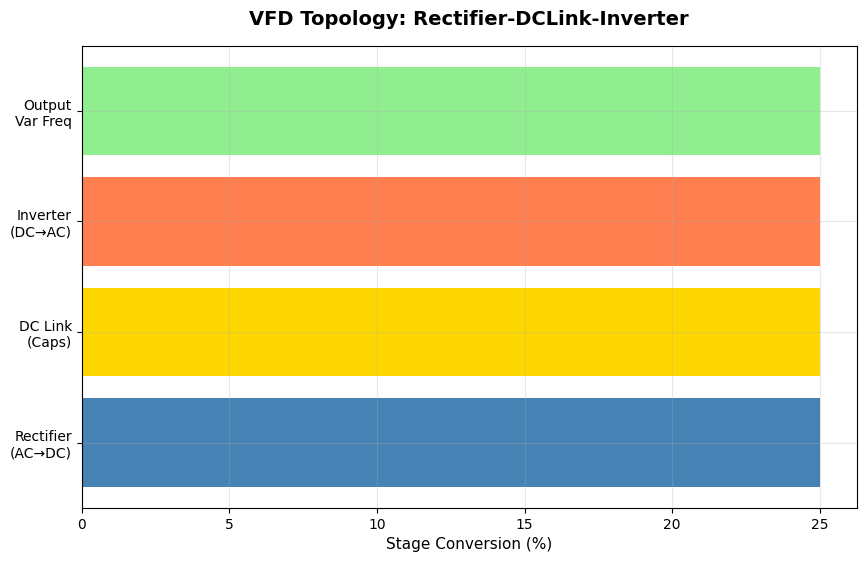 VFD Topology: Rectifier-DCLink-Inverter
Output
Var Freq
Inverter
(DC→AC)
DC Link
(Caps)
Rectifier
(AC→DC)
0 5 10 15 20 25
Stage Conversion (%)